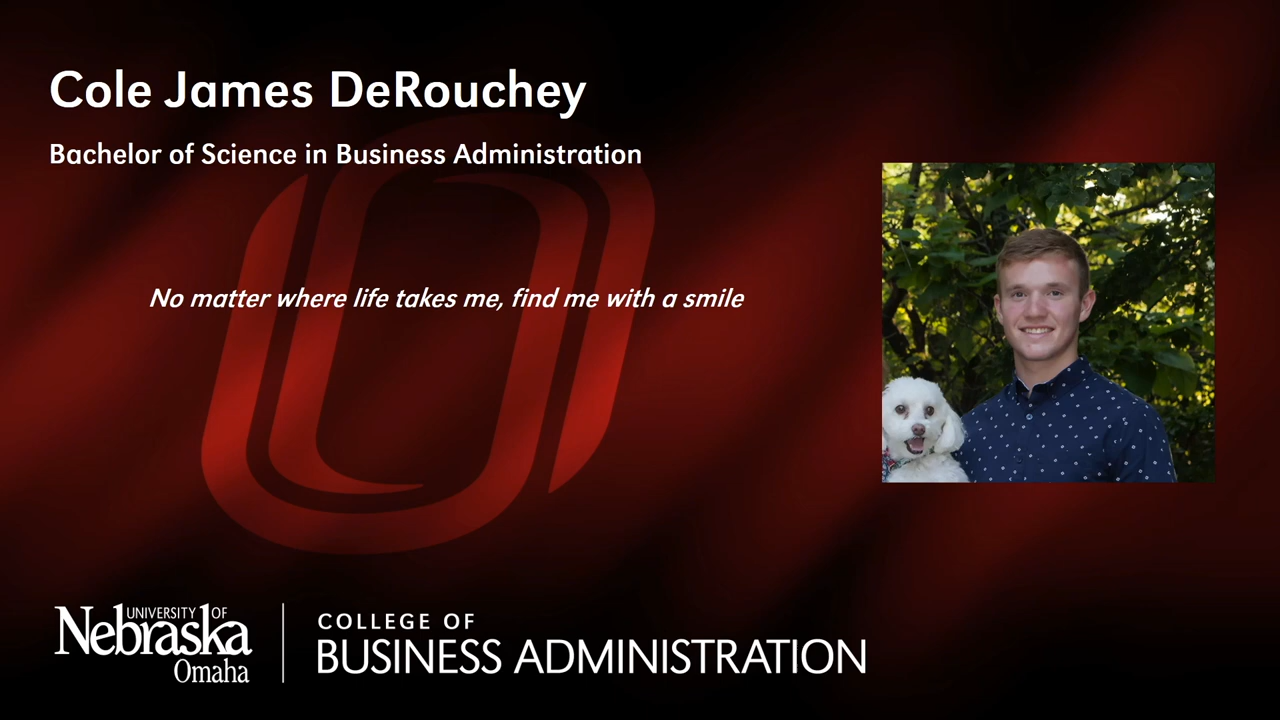 Cole James DeRouchey
Bachelor of Science in Business Administration
No matter where life takes me, find me with a smile
UNIVERSITY OF
Nebraska
Omaha
COLLEGE OF
BUSINESS ADMINISTRATION